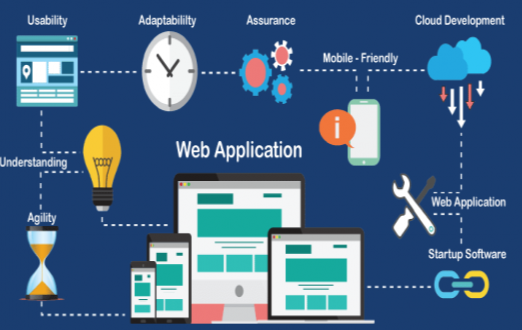 Usability
Adaptability
Assurance
Cloud Development
Mobile - Friendly
i
Understanding
Web Application
Web Application
Agility
Startup Software